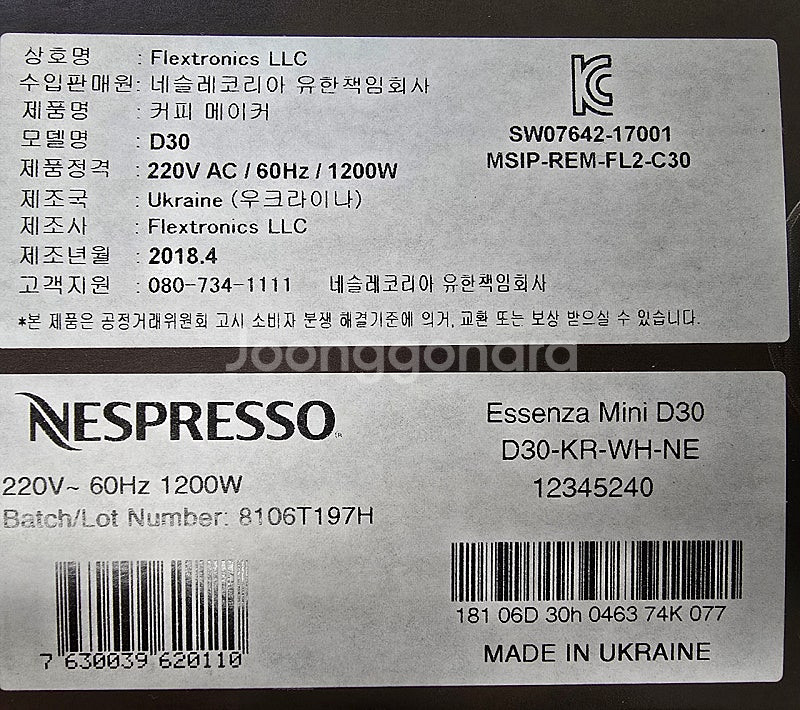 상호명 : Flextronics LLC
수입판매원: 네슬레코리아 유한책임회사
제품명 : 커피 메이커
모델명 : D30
제품정격 : 220V AC / 60Hz / 1200W
제조국 : Ukraine (우크라이나)
제조사 : Flextronics LLC
제조년월 : 2018.4
고객지원 : 080-734-1111 네슬레코리아 유한책임회사
*본 제품은 공정거래위원회 고시 소비자 분쟁 해결기준에 의거, 교환 또는 보상 받으실 수 있습니다.
SW07642-17001
MSIP-REM-FL2-C30
Joonggonara
NESPRESSO
220V~ 60Hz 1200W
Batch/Lot Number: 8106T197H
7 630039 620110
Essenza Mini D30
D30-KR-WH-NE
12345240
181 06D 30h 0463 74K 077
MADE IN UKRAINE